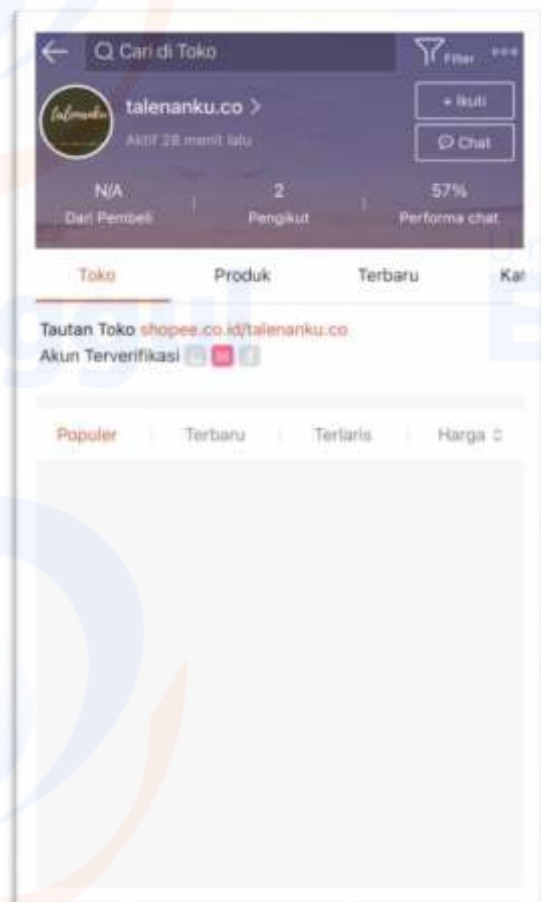 Cari di Toko
Filter
talenanku.co >
Aktif 28 menit lalu
+ Ikuti
Chat
N/A
Dari Pembeli
2
Pengikut
57%
Performa chat
Toko Produk Terbaru Kat
Tautan Toko shopee.co.id/talenanku.co
Akun Terverifikasi
Populer Terbaru Terlaris Harga